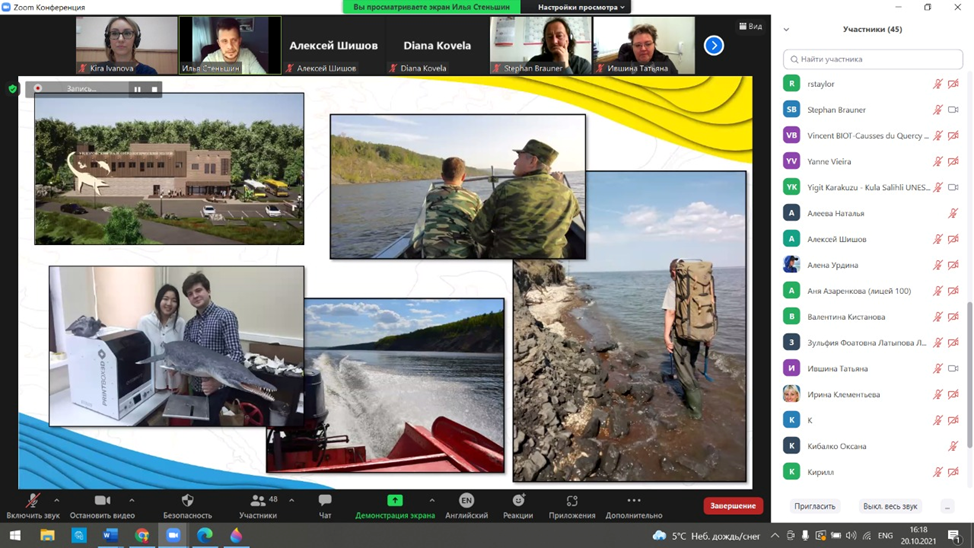 Zoom Конференция
Вы просматриваете экран Илья Стеньшин
Настройки просмотра
Вид
Kira Ivanova
Илья Стеньшин
Алексей Шишов
Алексей Шишов
Diana Kovela
Diana Kovela
Stephan Brauner
Ившина Татьяна
Запись...
PRINTBOX3D
Участники (45)
Найти участника
R rstaylor
SB Stephan Brauner
VB Vincent BIOT-Causses du Quercy ...
YV Yanne Vieira
YK Yigit Karakuzu - Kula Salihli UNES...
А Алеева Наталья
А Алексей Шишов
Алена Урдина
А Аня Азаренкова (лицей 100)
В Валентина Кистанова
З Зульфия Фоатовна Латыпова Л...
И Ившина Татьяна
Ирина Клементьева
К К
К Кибалко Оксана
К Кирилл
Пригласить
Выкл. весь звук
...
Включить звук
Остановить видео
Безопасность
48
Участники
Чат
Демонстрация экрана
EN
Английский
Реакции
Приложения
Дополнительно
Завершение
5°C Неб. дождь/снег
ENG
16:18
20.10.2021